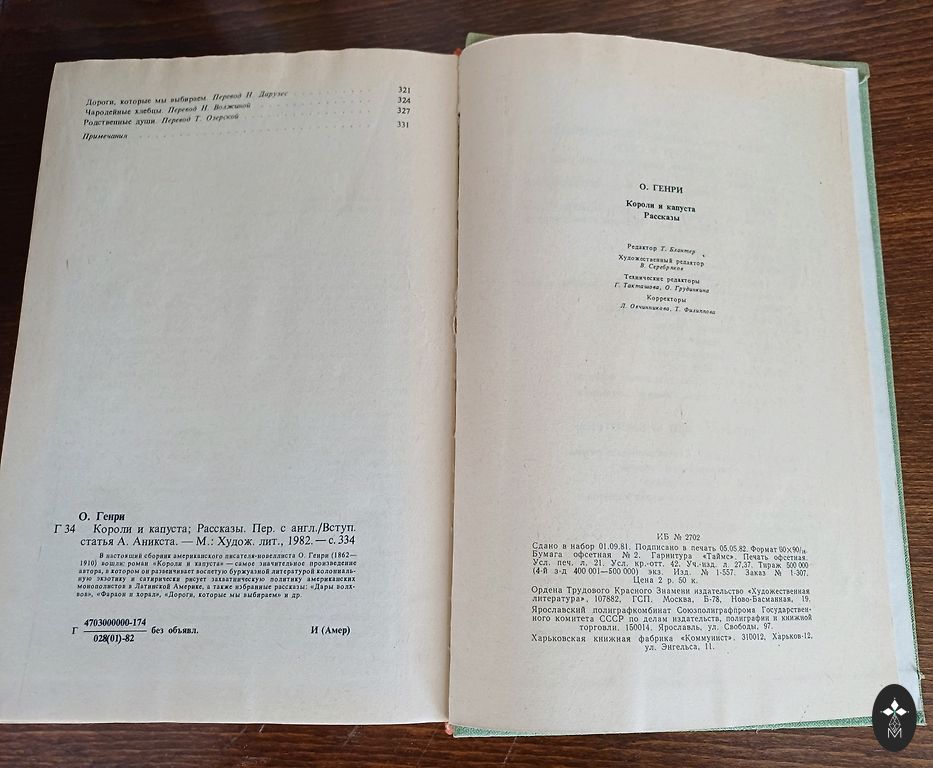 Дороги, которые мы выбираем. Перевод Н. Дарузес 321
Чародейные хлебцы. Перевод Н. Волжиной 324
Родственные души. Перевод Т. Озерской 327
Примечания 331
О. Генри
Г 34 Короли и капуста; Рассказы. Пер. с англ./Вступ.
статья А. Аникста. — М.: Худож. лит., 1982. — с. 334
В настоящий сборник американского писателя-новеллиста О. Генри (1862—
1910) вошли: роман «Короли и капуста» — самое значительное произведение
автора, в котором он развенчивает воспетую буржуазной литературой колониаль-
ную экзотику и сатирически рисует захватническую политику американских
монополистов в Латинской Америке, а также избранные рассказы: «Дары волх-
вов», «Фараон и хорал», «Дороги, которые мы выбираем» и др.
Г 4703000000-174 без объявл. И (Амер)
028(01)-82
О. ГЕНРИ
Короли и капуста
Рассказы
Редактор Т. Блантер
Художественный редактор
В. Серебряков
Технические редакторы
Г. Такташова, О. Грудинкина
Корректоры
Л. Овчинникова, Т. Филиппова
ИБ № 2702
Сдано в набор 01.09.81. Подписано в печать 05.05.82. Формат 60×90/16.
Бумага офсетная № 2. Гарнитура «Таймс». Печать офсетная.
Усл. печ. л. 21. Усл. кр.-отт. 42. Уч.-изд. л. 27,37. Тираж 500 000
(4-й з-д 400 001—500 000) экз. Изд. № 1-557. Заказ № 1-307.
Цена 2 р. 50 к.
Ордена Трудового Красного Знамени издательство «Художественная
литература», 107882, ГСП. Москва, Б-78, Ново-Басманная, 19.
Ярославский полиграфкомбинат Союзполиграфпрома Государствен-
ного комитета СССР по делам издательств, полиграфии и книжной
торговли. 150014. Ярославль, ул. Свободы, 97.
Харьковская книжная фабрика «Коммунист». 310012, Харьков-12,
ул. Энгельса, 11.